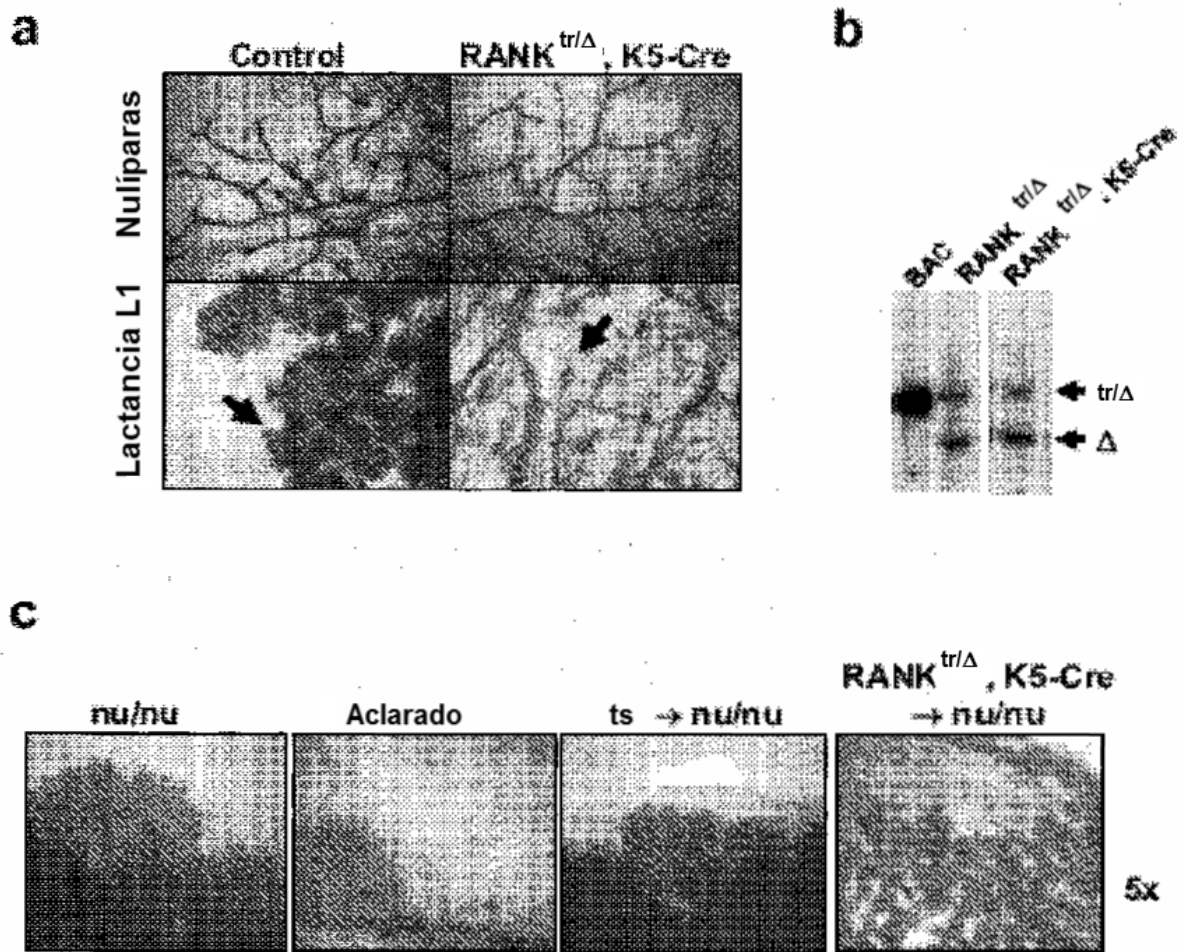 a
Control
RANK tr/Δ, K5-Cre
Nulíparas
Lactancia L1
b
BAC
RANK tr/Δ
RANK tr/Δ, K5-Cre
tr/Δ
Δ
c
nu/nu
Aclarado
ts → nu/nu
RANK tr/Δ, K5-Cre
→ nu/nu
5x